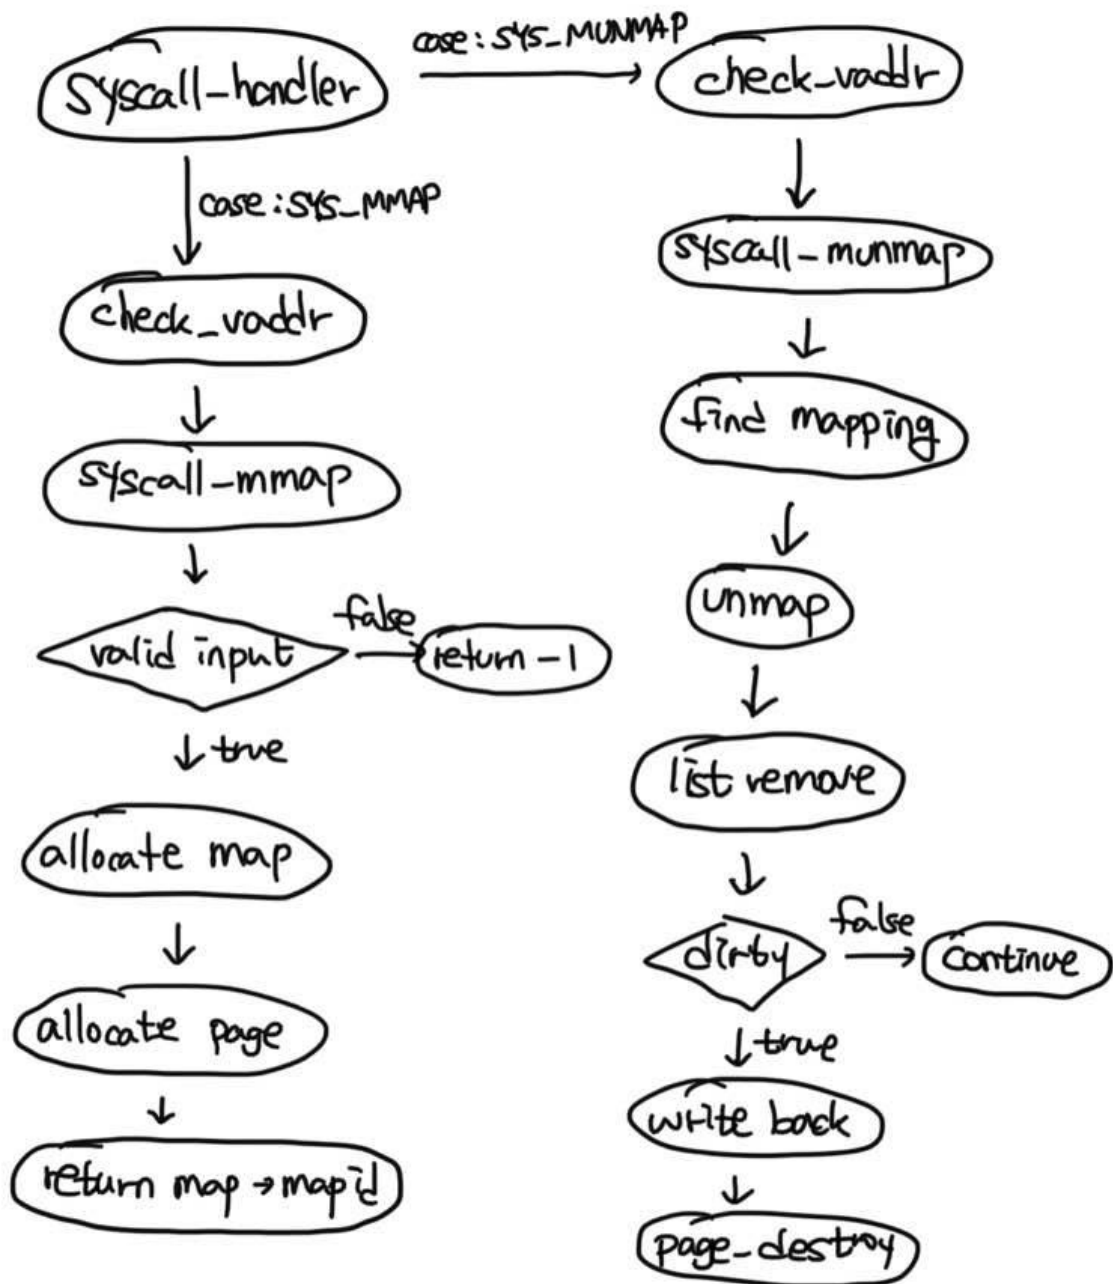 syscall-handler
case: SYS_MUNMAP
check_vaddr
case: SYS_MMAP
check_vaddr
syscall-mmap
valid input
false
return -1
true
allocate map
allocate page
return map → mapid
syscall-munmap
find mapping
unmap
list remove
dirty
false
continue
true
write back
page_destroy